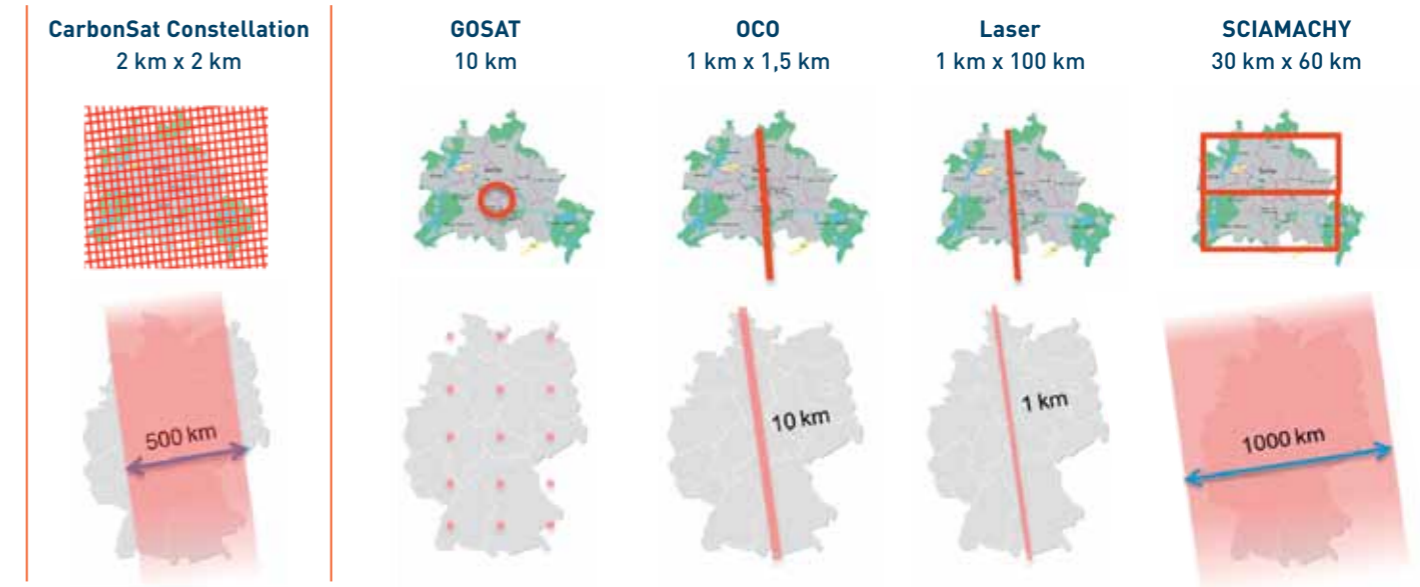 CarbonSat Constellation
2 km x 2 km
GOSAT
10 km
OCO
1 km x 1,5 km
Laser
1 km x 100 km
SCIAMACHY
30 km x 60 km
500 km
10 km
1 km
1000 km